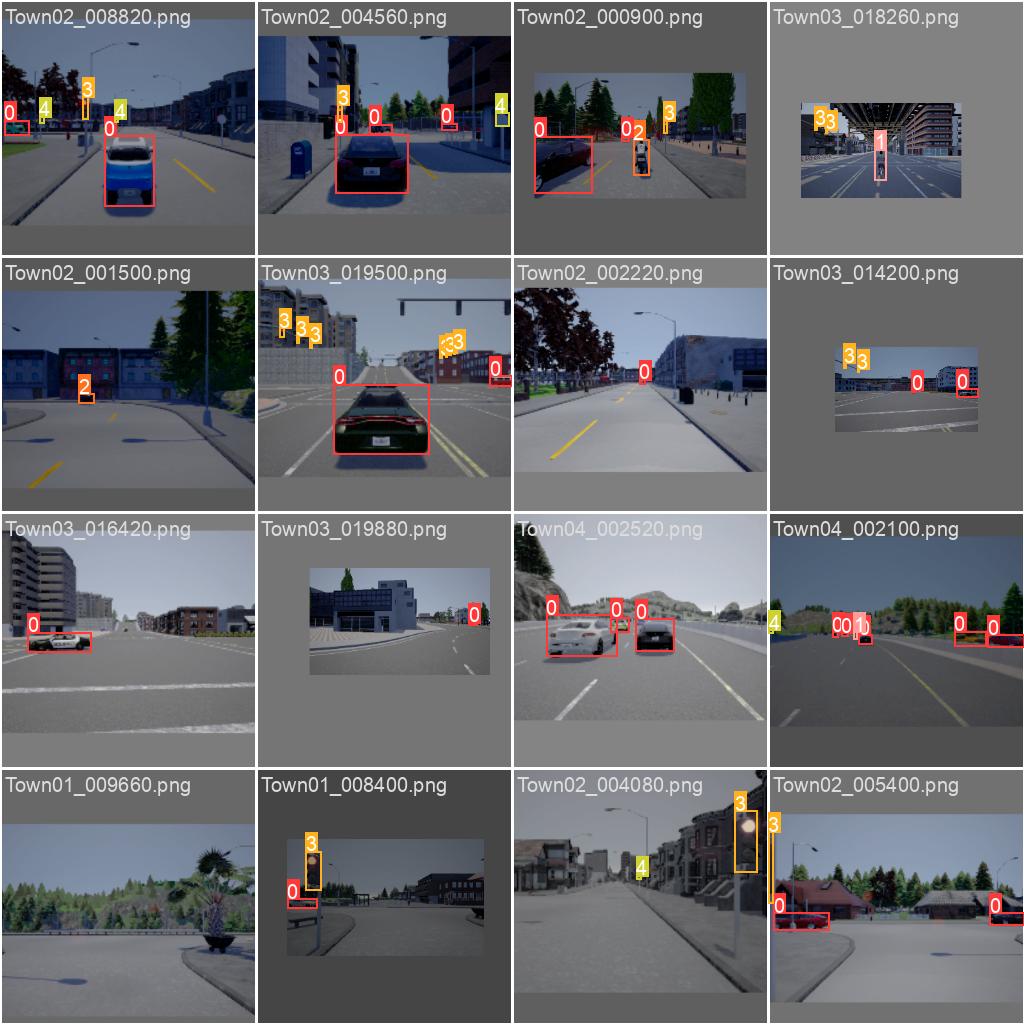 Town02_008820.png
3
0 4 4
0
Town02_004560.png
3 0 0 4
0
Town02_000900.png
3
0 0 2
Town03_018260.png
33
1
Town02_001500.png
2
Town03_019500.png
3 3 3 333
0 0
Town02_002220.png
0
Town03_014200.png
3 3
0 0
Town03_016420.png
0
Town03_019880.png
0
Town04_002520.png
0 0 0
Town04_002100.png
4 0 0 1 0 0
Town01_009660.png
Town01_008400.png
3
0
Town02_004080.png
3
4
Town02_005400.png
3
0 0 0